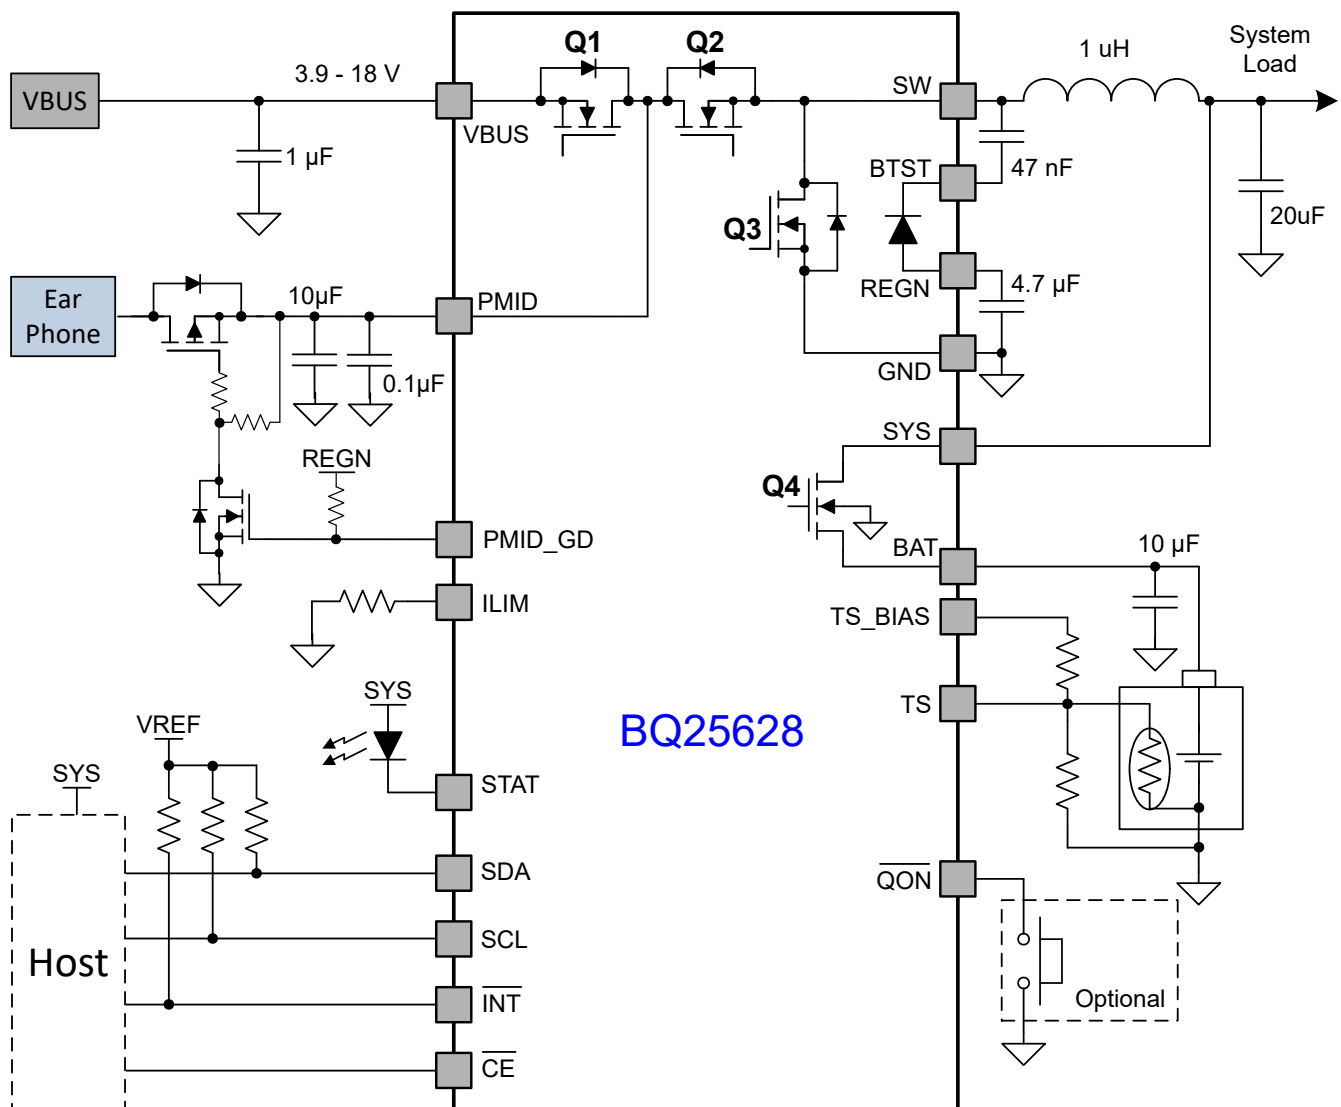 Q1
Q2
3.9 - 18 V
SW
1 uH
System
Load
VBUS
VBUS
1 µF
BTST
47 nF
Q3
20uF
REGN
4.7 µF
Ear
Phone
10µF
PMID
0.1µF
GND
SYS
REGN
Q4
PMID_GD
BAT
10 µF
ILIM
TS_BIAS
SYS
TS
VREF
BQ25628
SYS
STAT
SDA
QON
SCL
Host
INT
Optional
CE